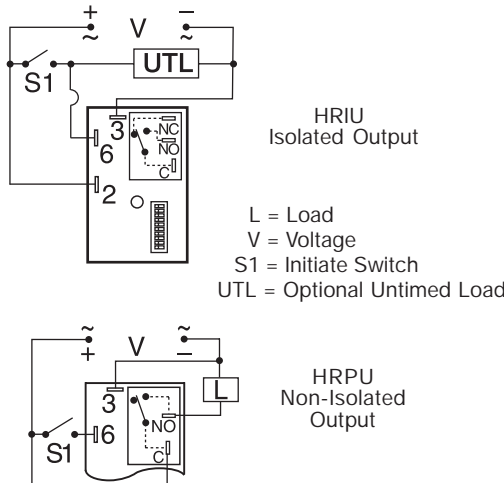 + V −
~ ~
S1 UTL
3 NC
6 NO
C
2
HRIU
Isolated Output
L = Load
V = Voltage
S1 = Initiate Switch
UTL = Optional Untimed Load
~ V ~
+ −
L
3
6 NO
S1 C
HRPU
Non-Isolated
Output